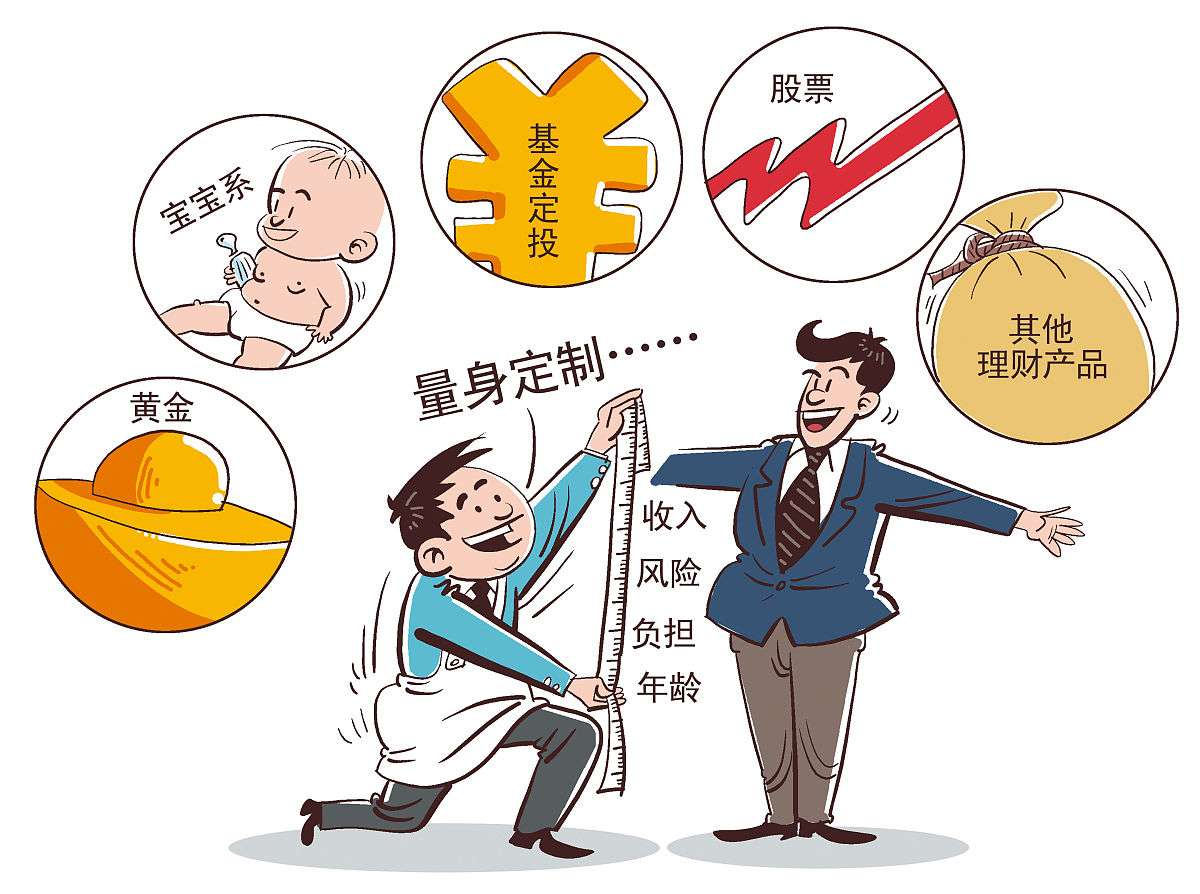 基金定投
股票
宝宝系
其他
理财产品
量身定制……
黄金
收入
风险
负担
年龄